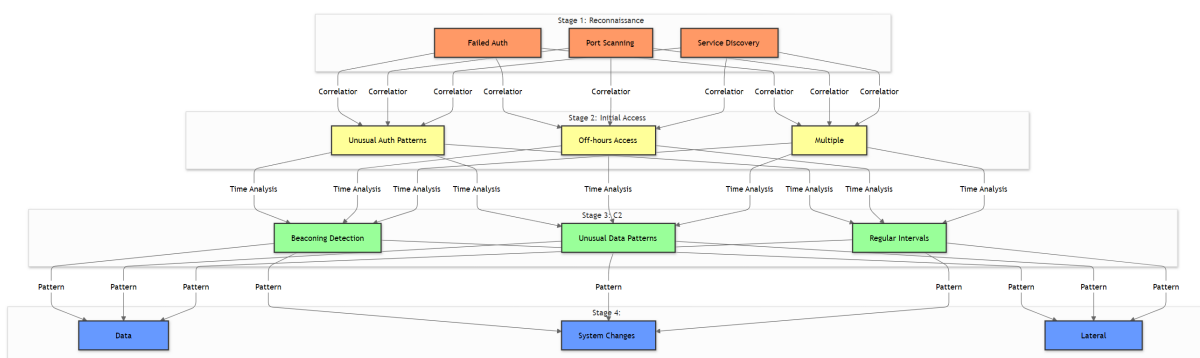 Stage 1: Reconnaissance
Failed Auth Port Scanning Service Discovery
Correlatior Correlatior Correlatior Correlatior Correlatior Correlatior Correlatior Correlatior Correlatior
Stage 2: Initial Access
Unusual Auth Patterns Off-hours Access Multiple
Time Analysis Time Analysis Time Analysis Time Analysis Time Analysis Time Analysis Time Analysis Time Analysis Time Analysis
Stage 3: C2
Beaconing Detection Unusual Data Patterns Regular Intervals
Pattern Pattern Pattern Pattern Pattern Pattern Pattern Pattern Pattern
Stage 4:
Data System Changes Lateral